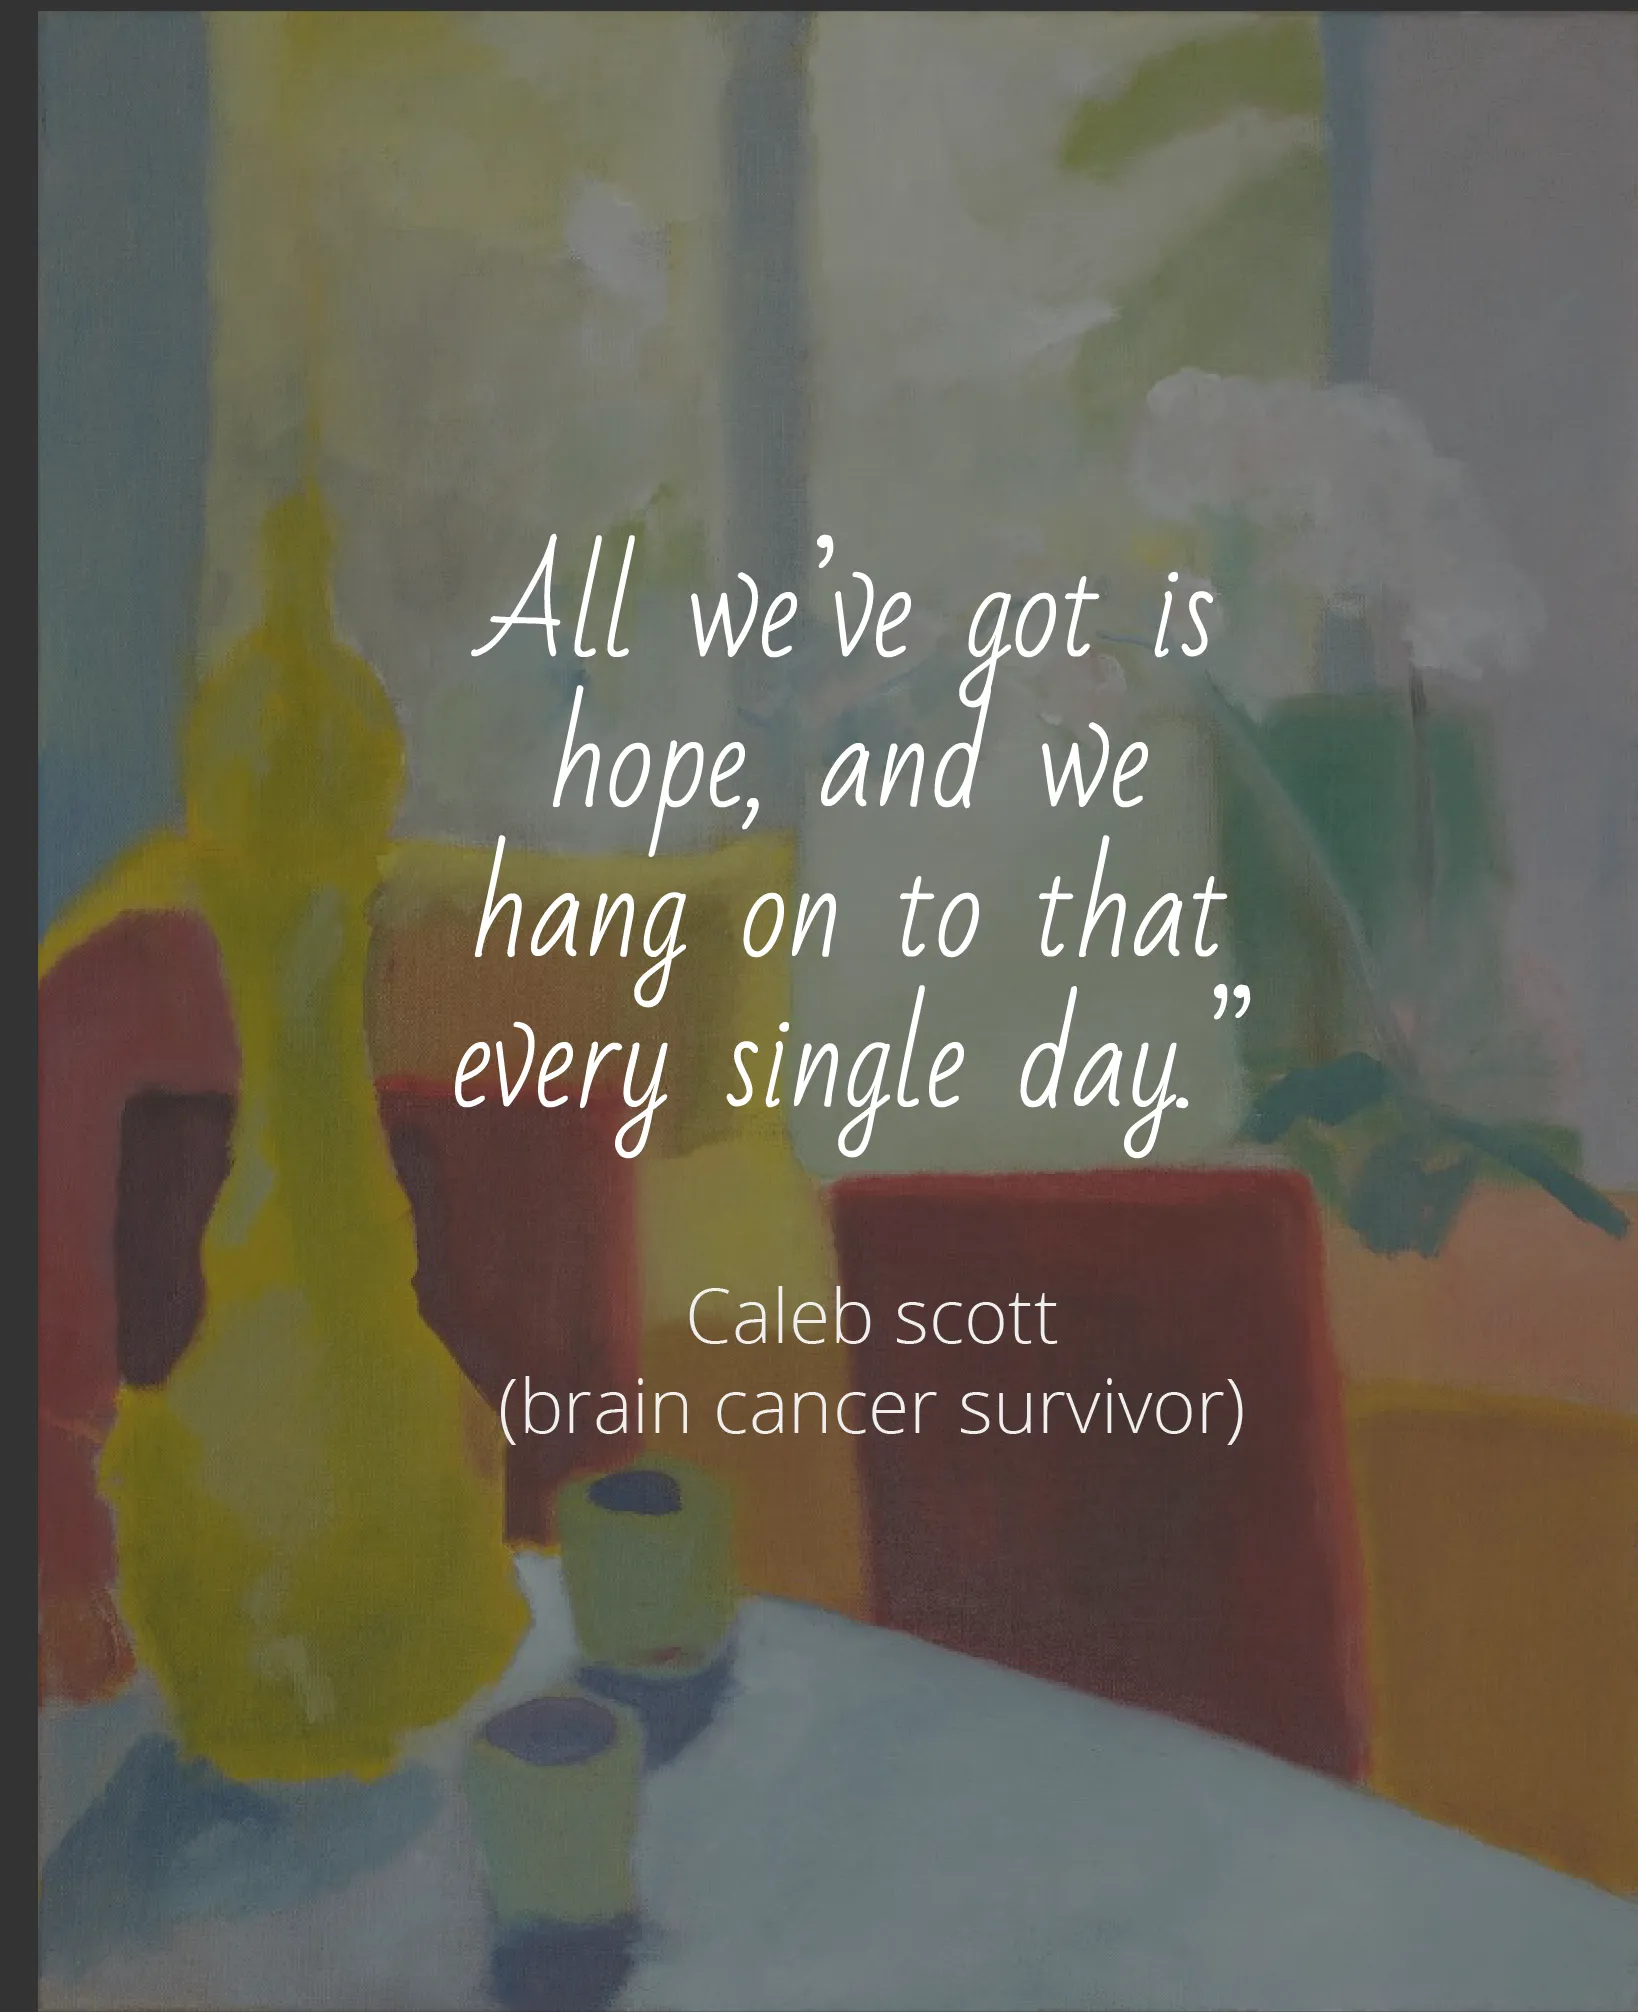 All we’ve got is
hope, and we
hang on to that
every single day.”
Caleb scott
(brain cancer survivor)